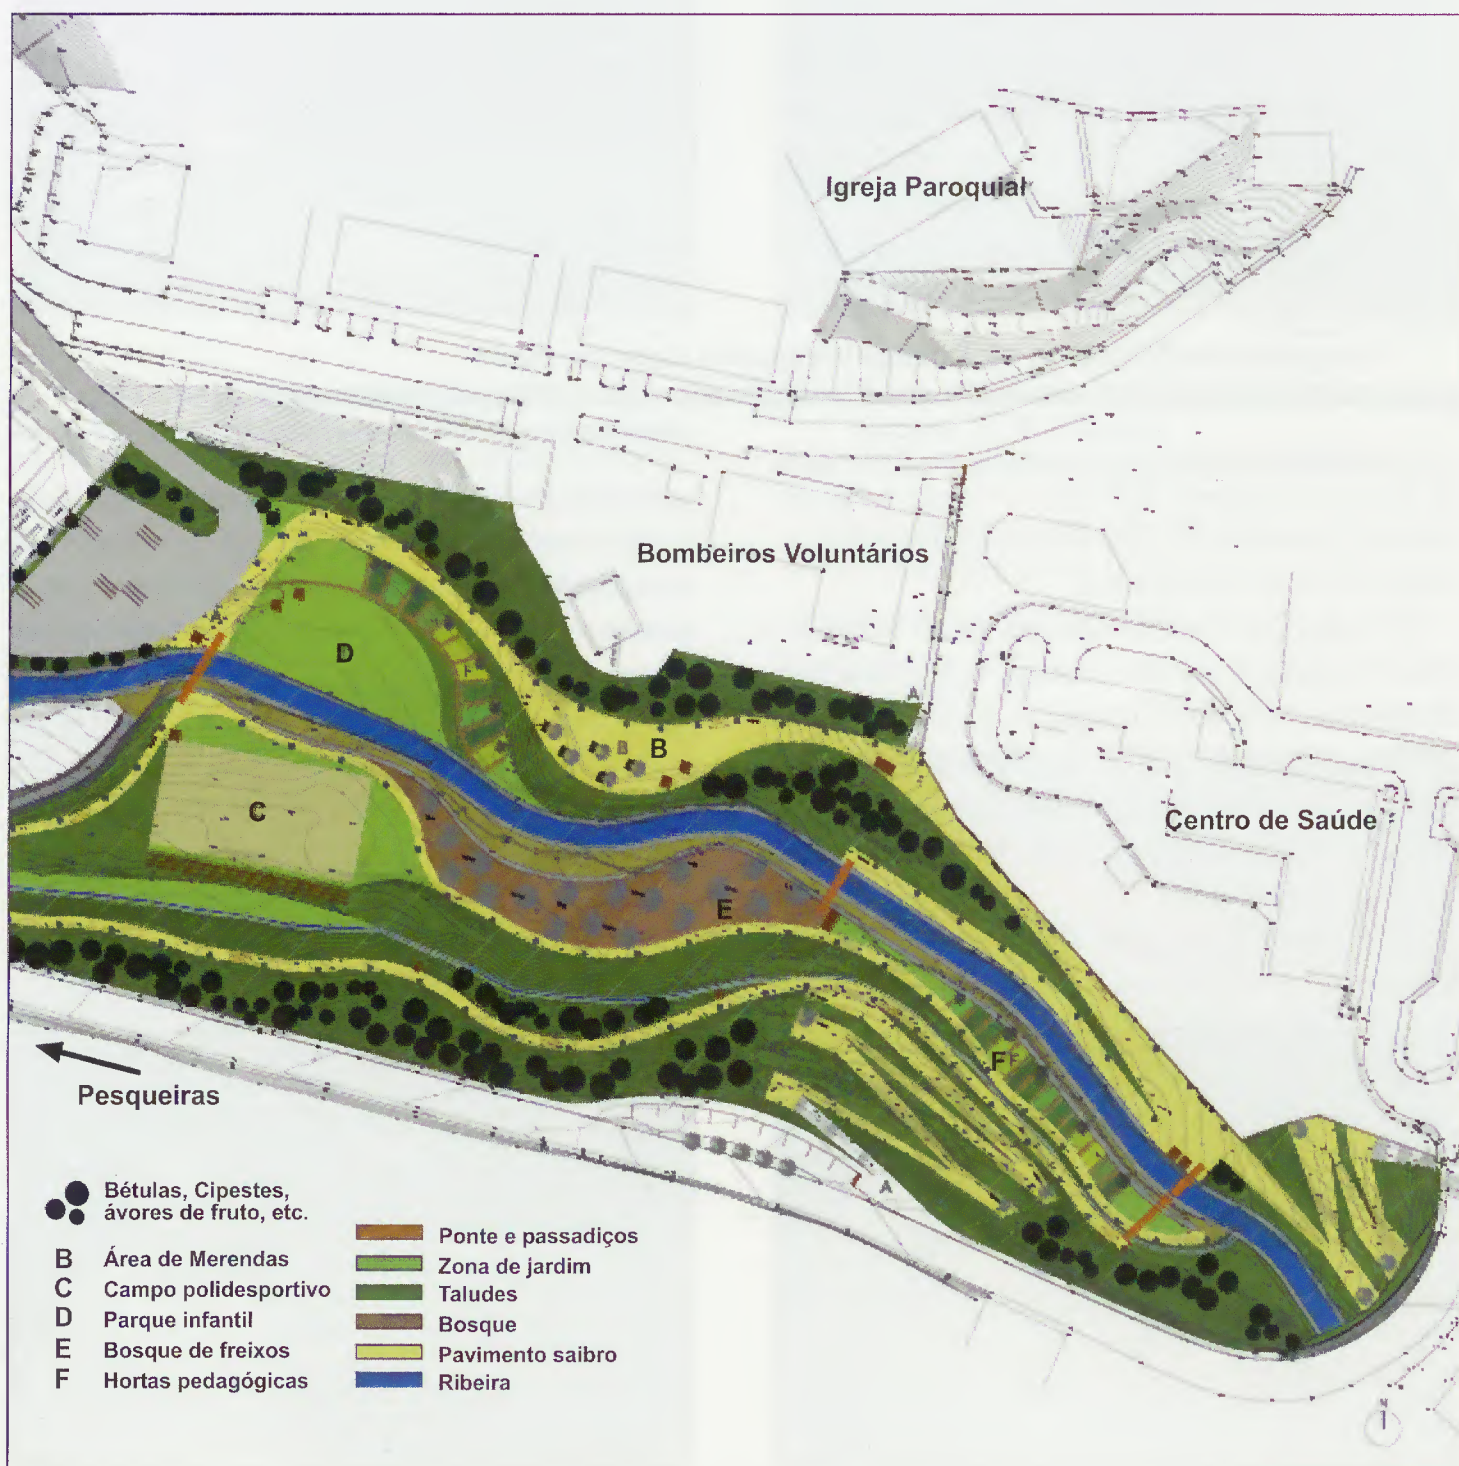 Igreja Paroquial
Bombeiros Voluntários
A
D
F
B
B
A
C
Centro de Saúde
E
F
F
Pesqueiras
A
Bétulas, Cipestes,
ávores de fruto, etc.
B Área de Merendas
C Campo polidesportivo
D Parque infantil
E Bosque de freixos
F Hortas pedagógicas
Ponte e passadiços
Zona de jardim
Taludes
Bosque
Pavimento saibro
Ribeira
N